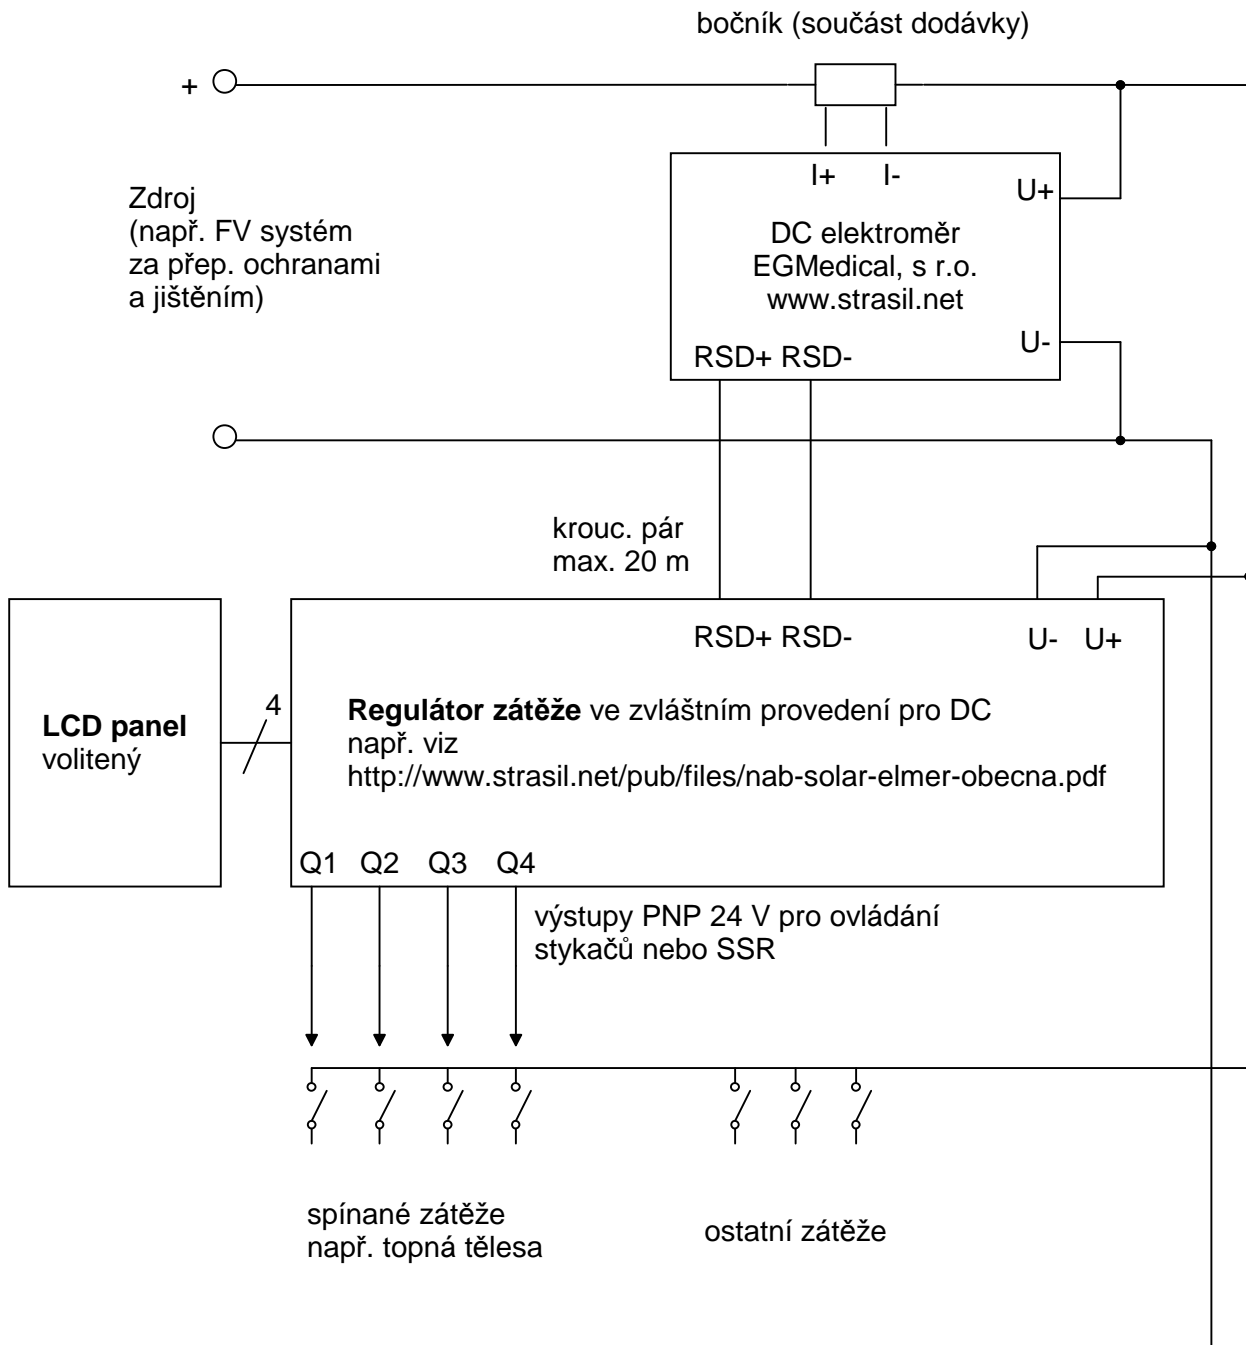 bočník (součást dodávky)
+
I+ I-
U+
Zdroj
(např. FV systém
za přep. ochranami
a jištěním)
DC elektroměr
EGMedical, s r.o.
www.strasil.net
U-
RSD+ RSD-
krouc. pár
max. 20 m
RSD+ RSD-
U- U+
4
LCD panel
volitený
Regulátor zátěže ve zvláštním provedení pro DC
např. viz
http://www.strasil.net/pub/files/nab-solar-elmer-obecna.pdf
Q1 Q2 Q3 Q4
výstupy PNP 24 V pro ovládání
stykačů nebo SSR
spínané zátěže
např. topná tělesa
ostatní zátěže